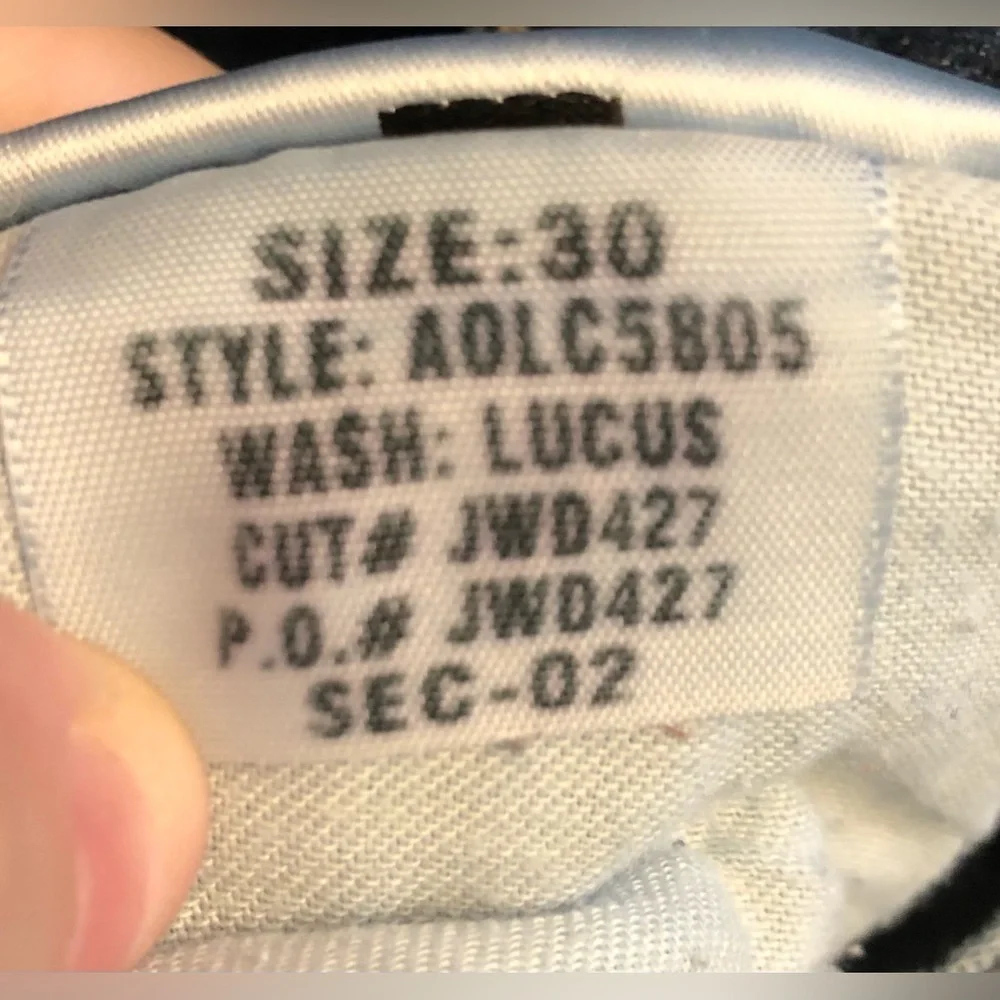 SIZE:30
STYLE: AOLC5805
WASH: LUCUS
CUT# JWD427
P.O.# JWD427
SEC-02